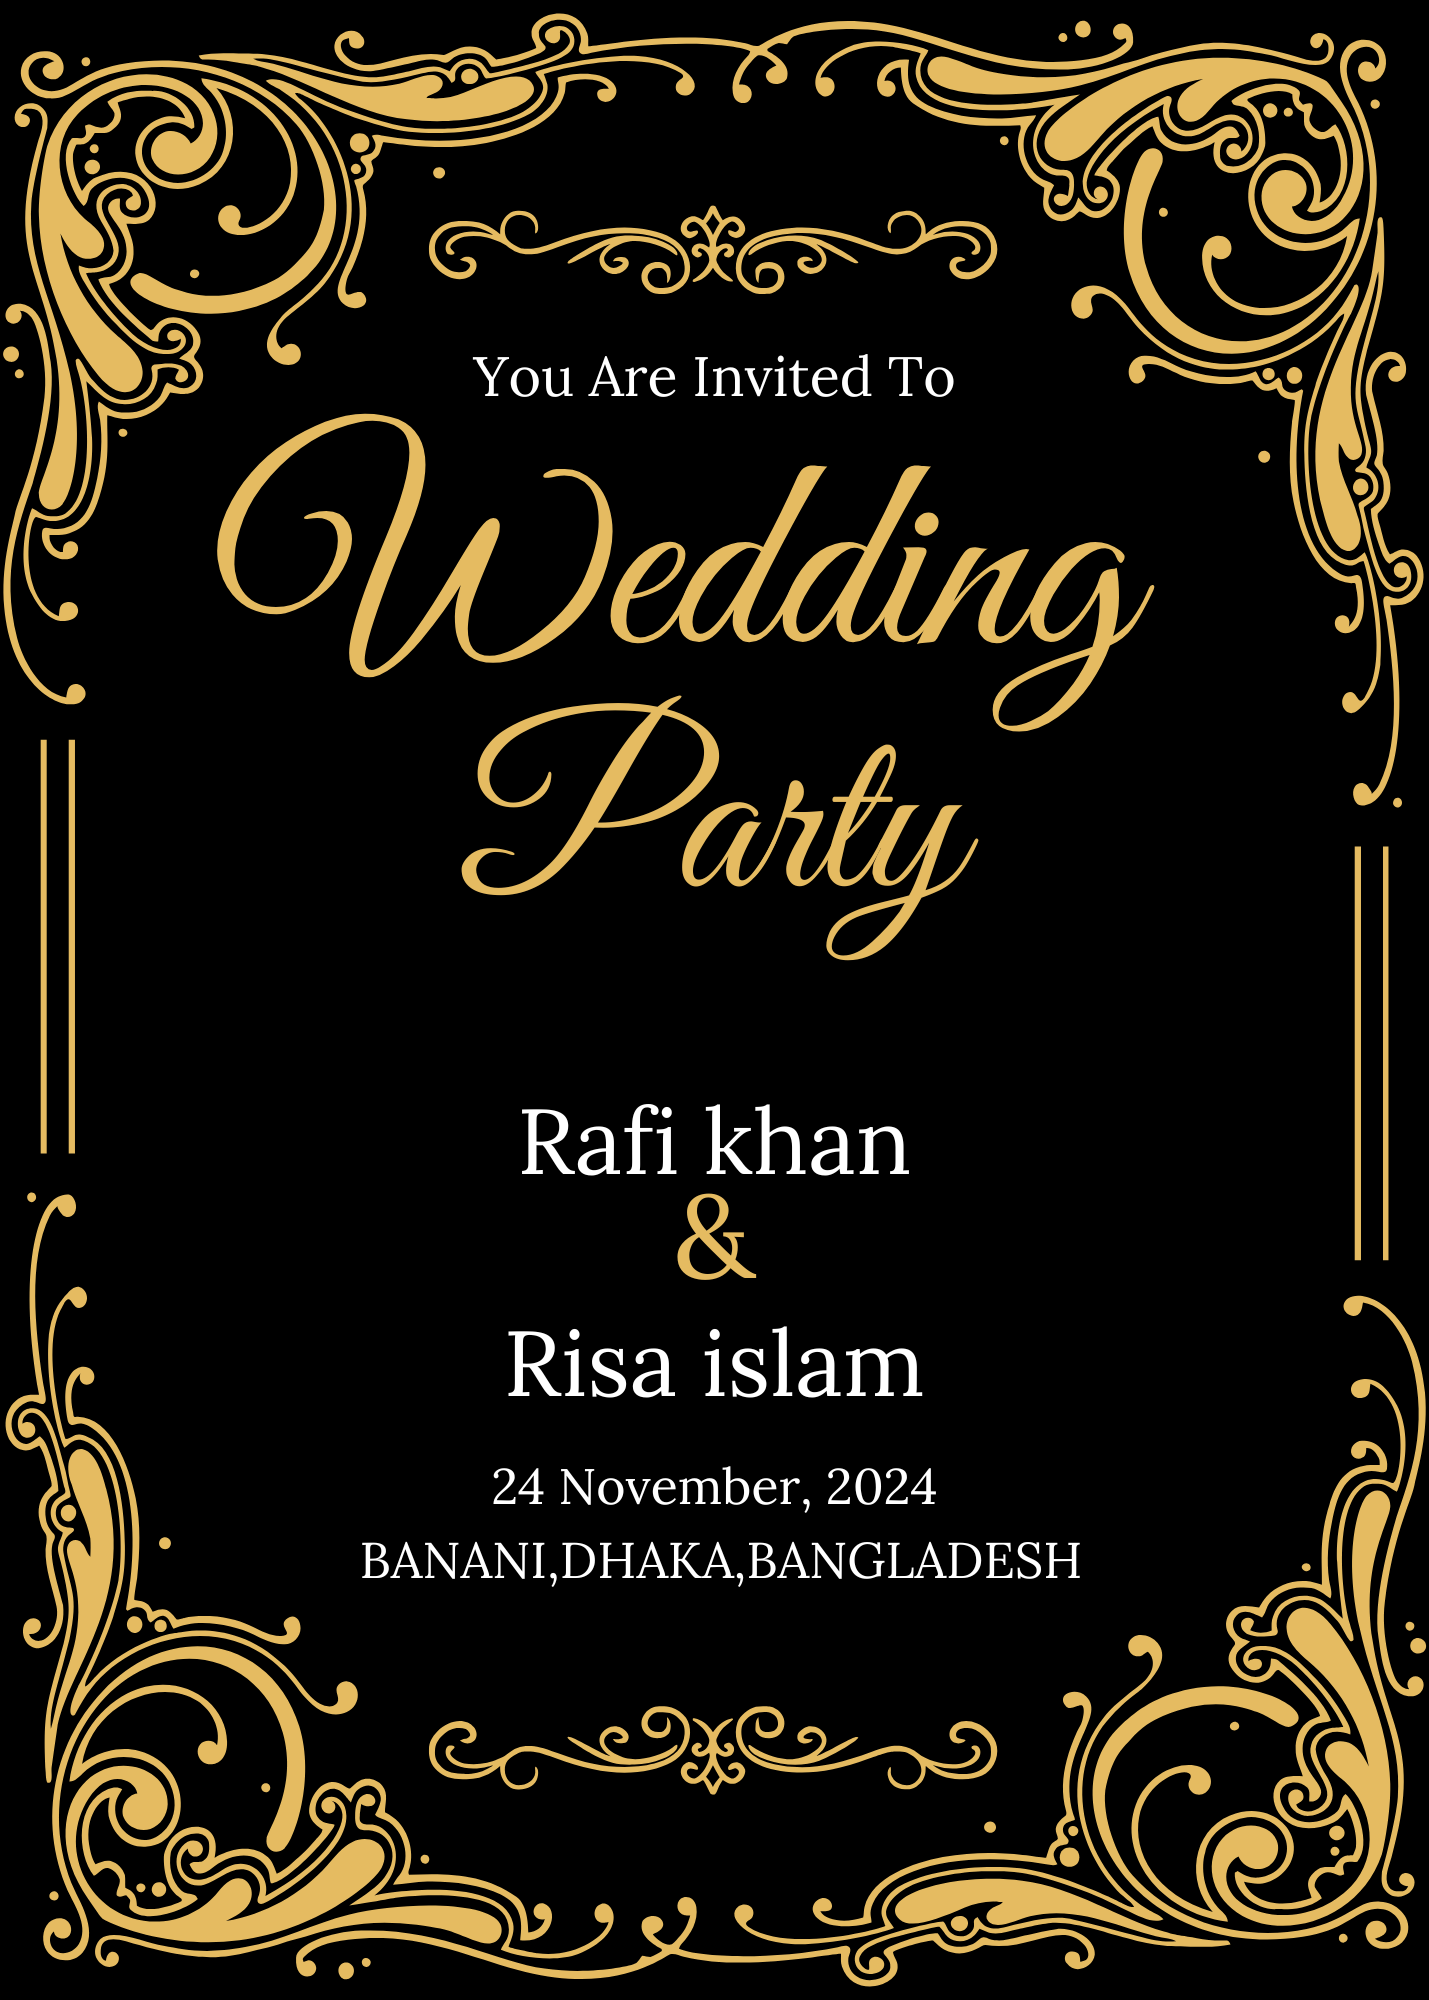 You Are Invited To
Wedding
Party
Rafi khan
&
Risa islam
24 November, 2024
BANANI,DHAKA,BANGLADESH